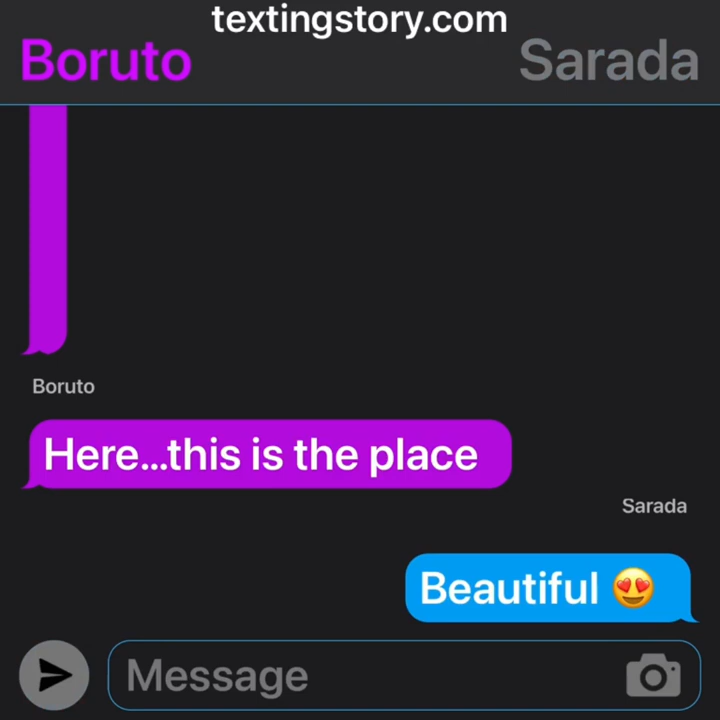 textingstory.com
Boruto Sarada
Boruto
Here...this is the place
Sarada
Beautiful 😍
Message